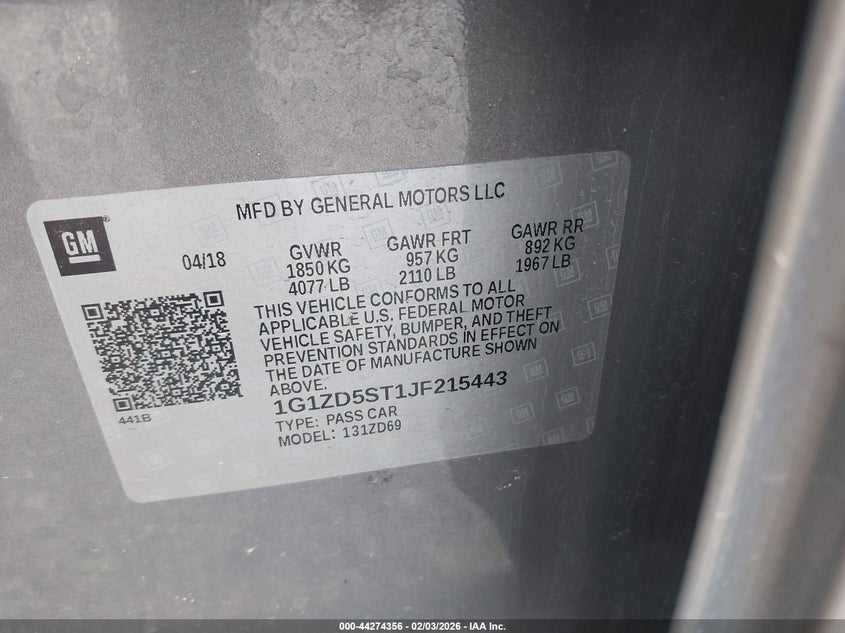 GM
MFD BY GENERAL MOTORS LLC
04/18
GVWR
1850 KG
4077 LB
GAWR FRT
957 KG
2110 LB
GAWR RR
892 KG
1967 LB
THIS VEHICLE CONFORMS TO ALL
APPLICABLE U.S. FEDERAL MOTOR
VEHICLE SAFETY, BUMPER, AND THEFT
PREVENTION STANDARDS IN EFFECT ON
THE DATE OF MANUFACTURE SHOWN
ABOVE.
1G1ZD5ST1JF215443
TYPE: PASS CAR
MODEL: 131ZD69
441B
000-44274356 - 02/03/2026 - IAA Inc.